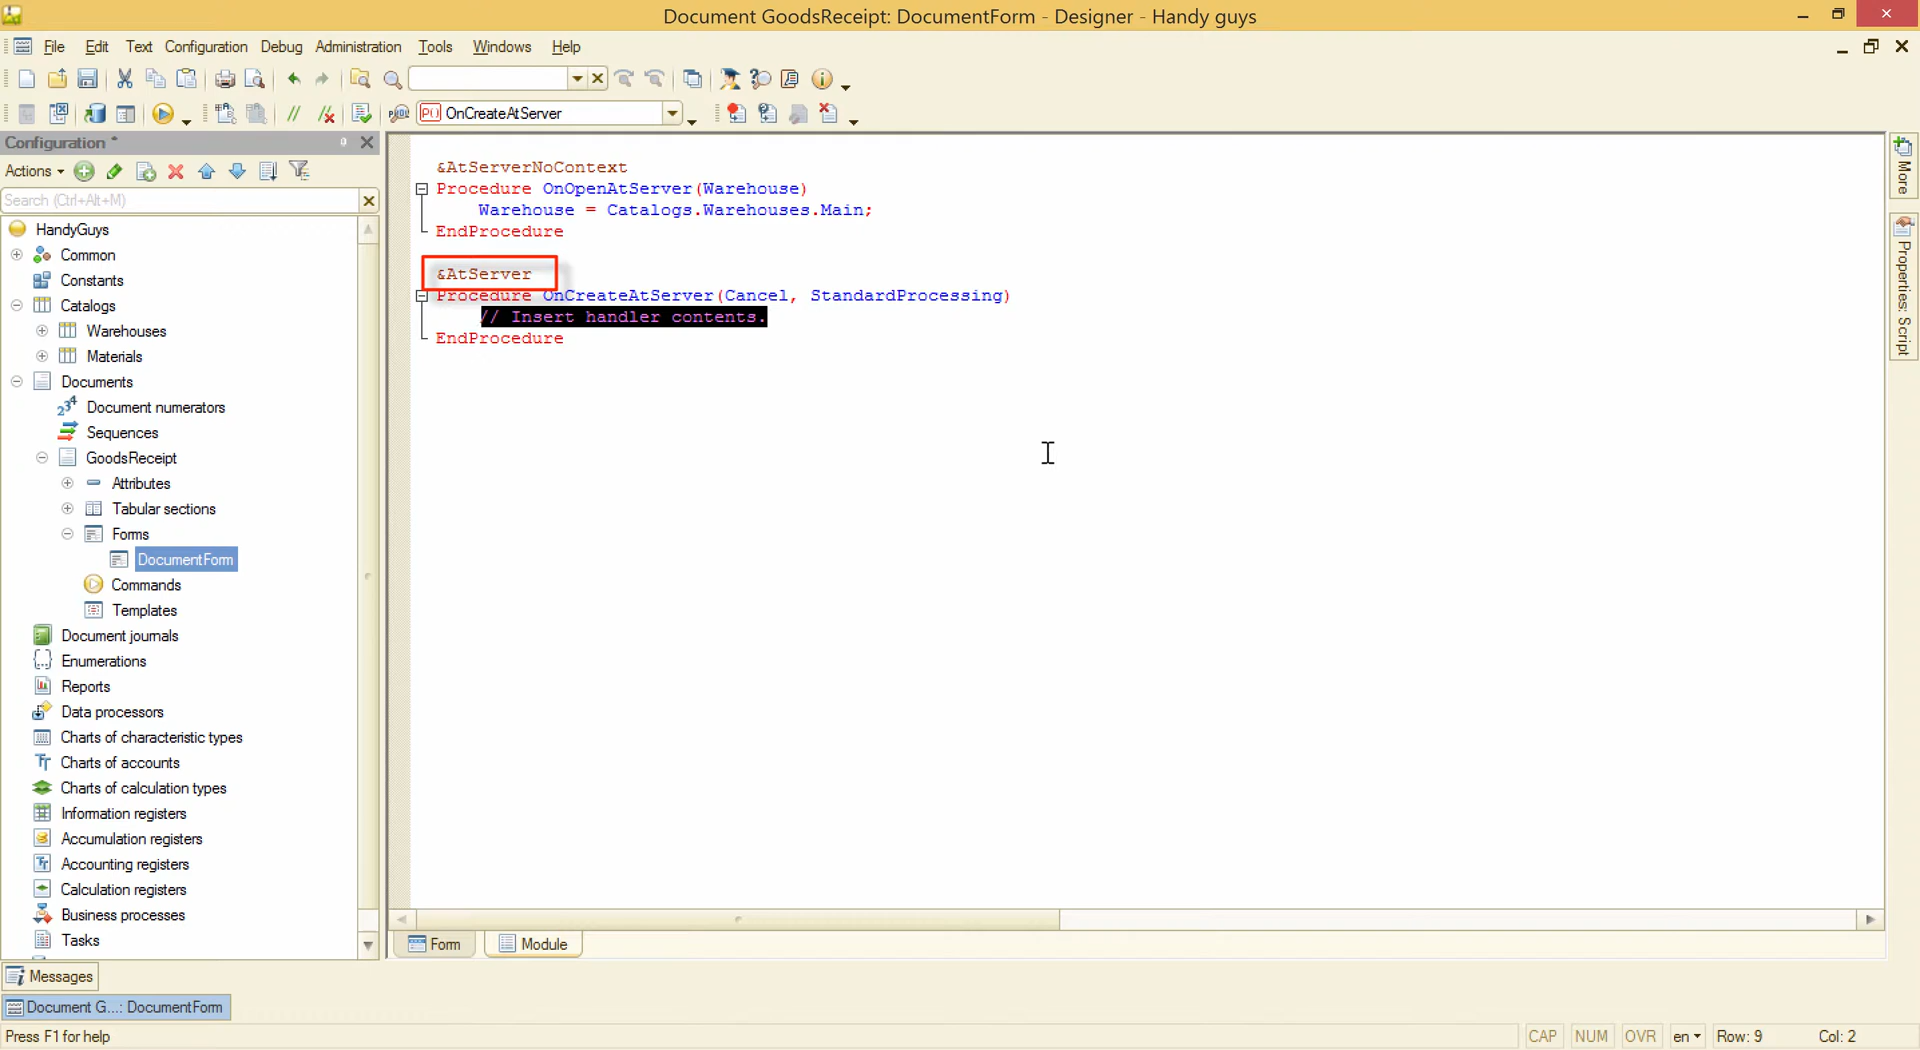 Document GoodsReceipt: DocumentForm - Designer - Handy guys
File Edit Text Configuration Debug Administration Tools Windows Help
OnCreateAtServer
Configuration *
Actions
Search (Ctrl+Alt+M)
HandyGuys
Common
Constants
Catalogs
Warehouses
Materials
Documents
Document numerators
Sequences
GoodsReceipt
Attributes
Tabular sections
Forms
DocumentForm
Commands
Templates
Document journals
Enumerations
Reports
Data processors
Charts of characteristic types
Charts of accounts
Charts of calculation types
Information registers
Accumulation registers
Accounting registers
Calculation registers
Business processes
Tasks
&AtServerNoContext
Procedure OnOpenAtServer(Warehouse)
Warehouse = Catalogs.Warehouses.Main;
EndProcedure
&AtServer
Procedure OnCreateAtServer(Cancel, StandardProcessing)
// Insert handler contents.
EndProcedure
More
Properties: Script
Form Module
Messages
Document G...: DocumentForm
Press F1 for help
CAP NUM OVR en Row: 9 Col: 2